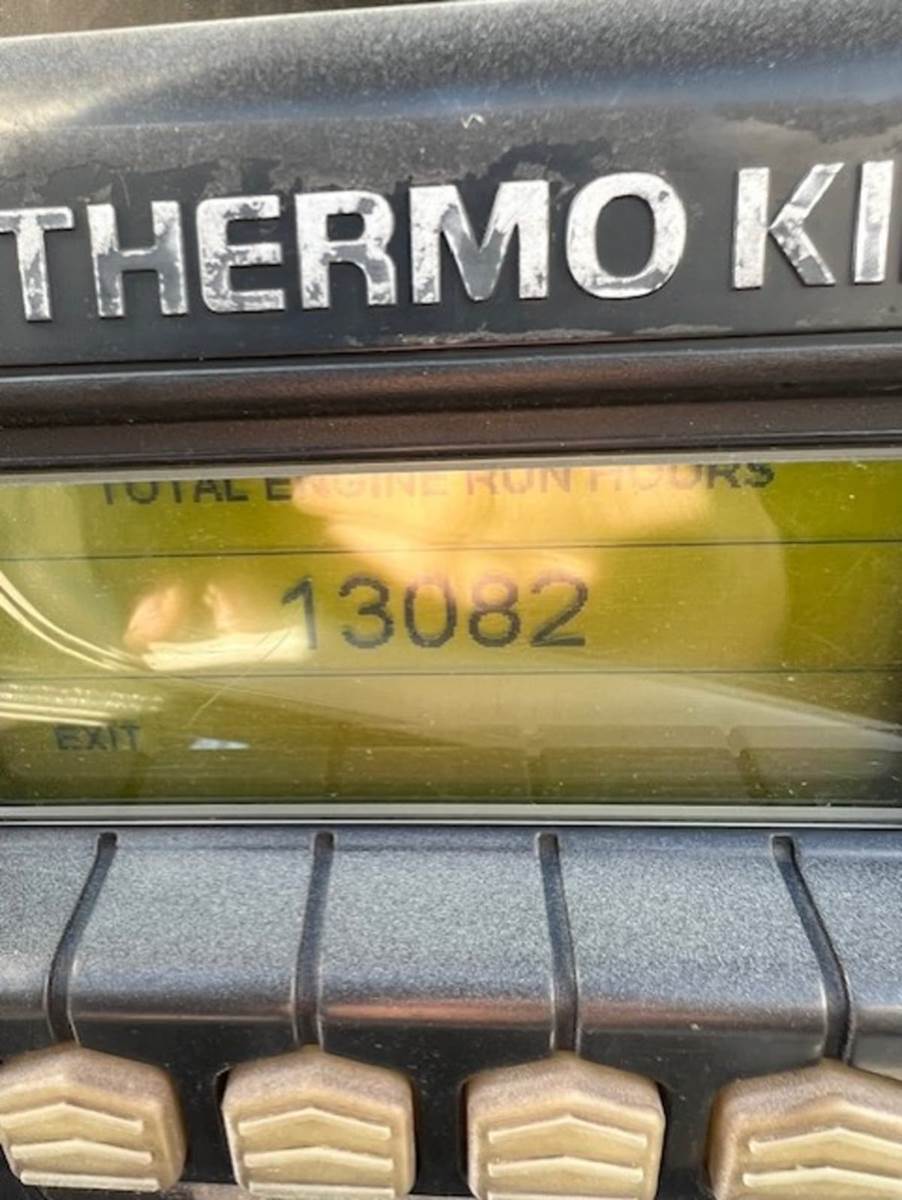 THERMO KI
TOTAL ENGINE RUN HOURS
13082
EXIT